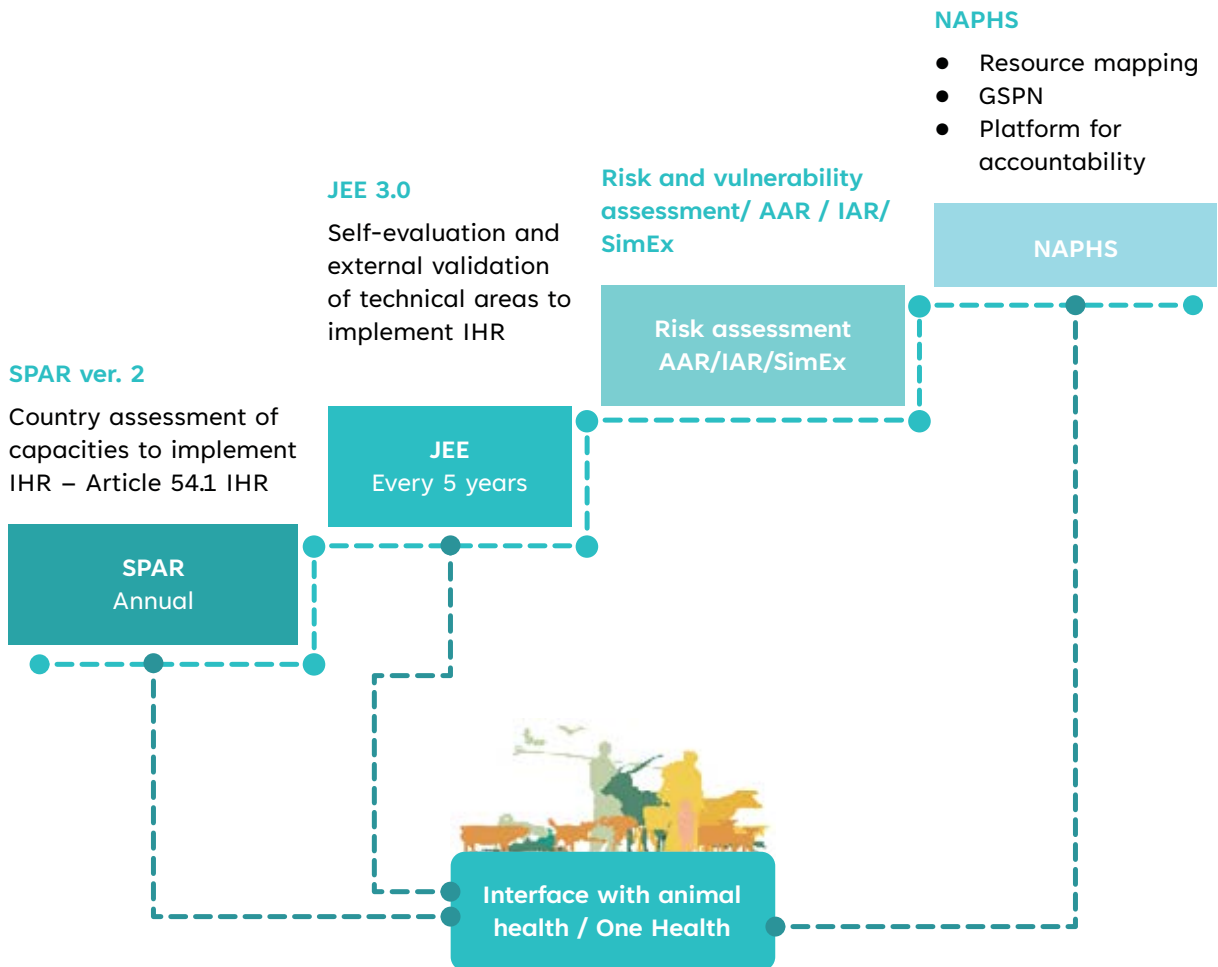 NAPHS
● Resource mapping
● GSPN
● Platform for
accountability
NAPHS
Risk and vulnerability
assessment/ AAR / IAR/
SimEx
Risk assessment
AAR/IAR/SimEx
JEE 3.0
Self-evaluation and
external validation
of technical areas to
implement IHR
JEE
Every 5 years
SPAR ver. 2
Country assessment of
capacities to implement
IHR – Article 54.1 IHR
SPAR
Annual
Interface with animal
health / One Health